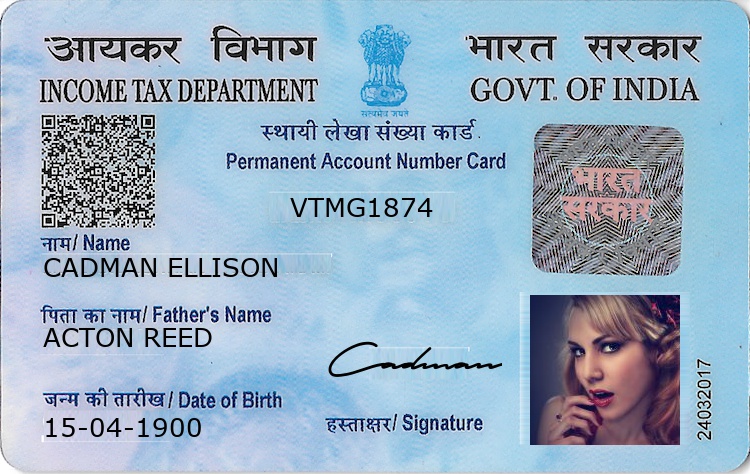 आयकर विभाग
INCOME TAX DEPARTMENT
भारत सरकार
GOVT. OF INDIA
सत्यमेव जयते
स्थायी लेखा संख्या कार्ड
Permanent Account Number Card
VTMG1874
भारत
सरकार
नाम/ Name
CADMAN ELLISON
पिता का नाम/ Father's Name
ACTON REED
Cadman
जन्म की तारीख/ Date of Birth
15-04-1900
हस्ताक्षर/ Signature
24032017